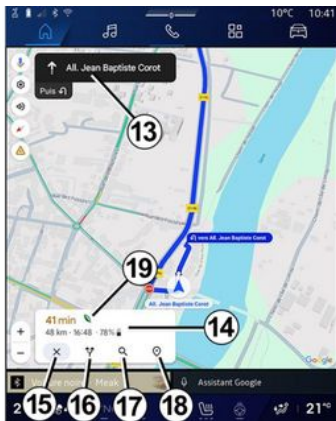 10°C 10:41
All. Jean Baptiste Corot
Puis
13
vers All. Jean Baptiste Corot
All. Jean Baptiste Corot
19
41 min
48 km · 16:48 · 78%
14
Assistant Google
15
16
17
18
21°